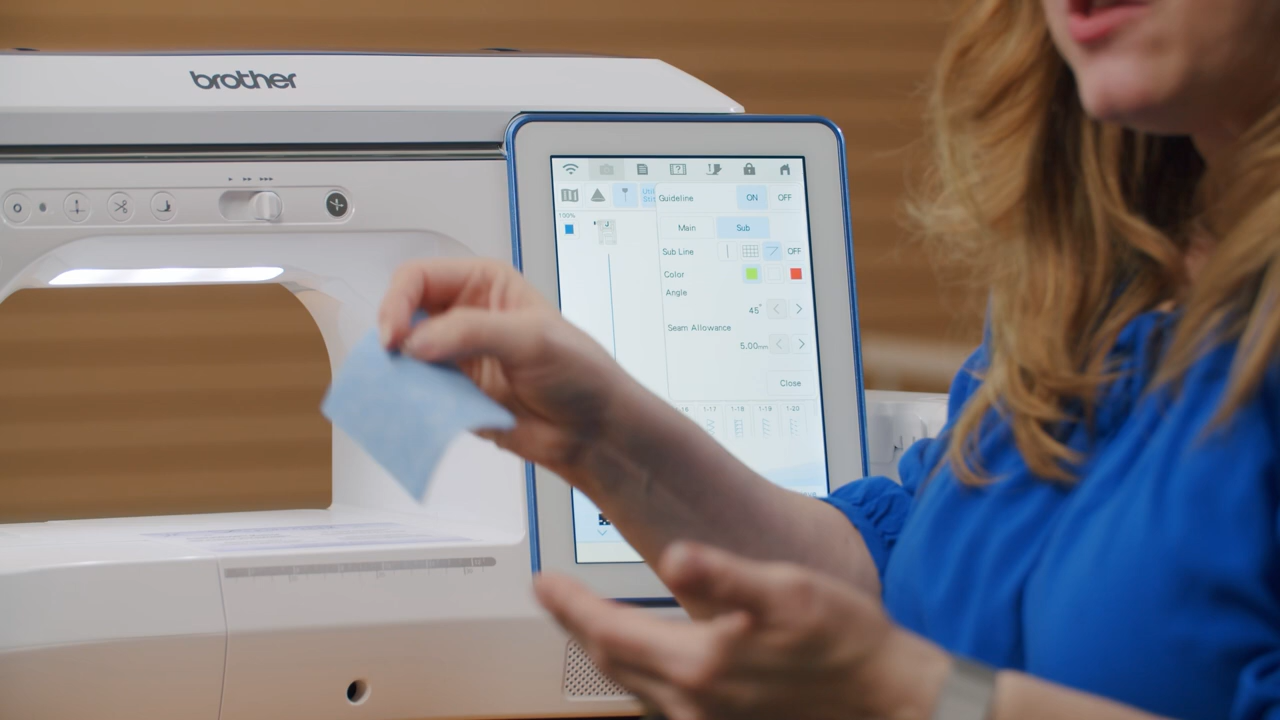 brother
100%
Guideline ON OFF
Main Sub
Sub Line OFF
Color
Angle
45°
Seam Allowance
5.00mm
Close
1-17 1-18 1-19 1-20